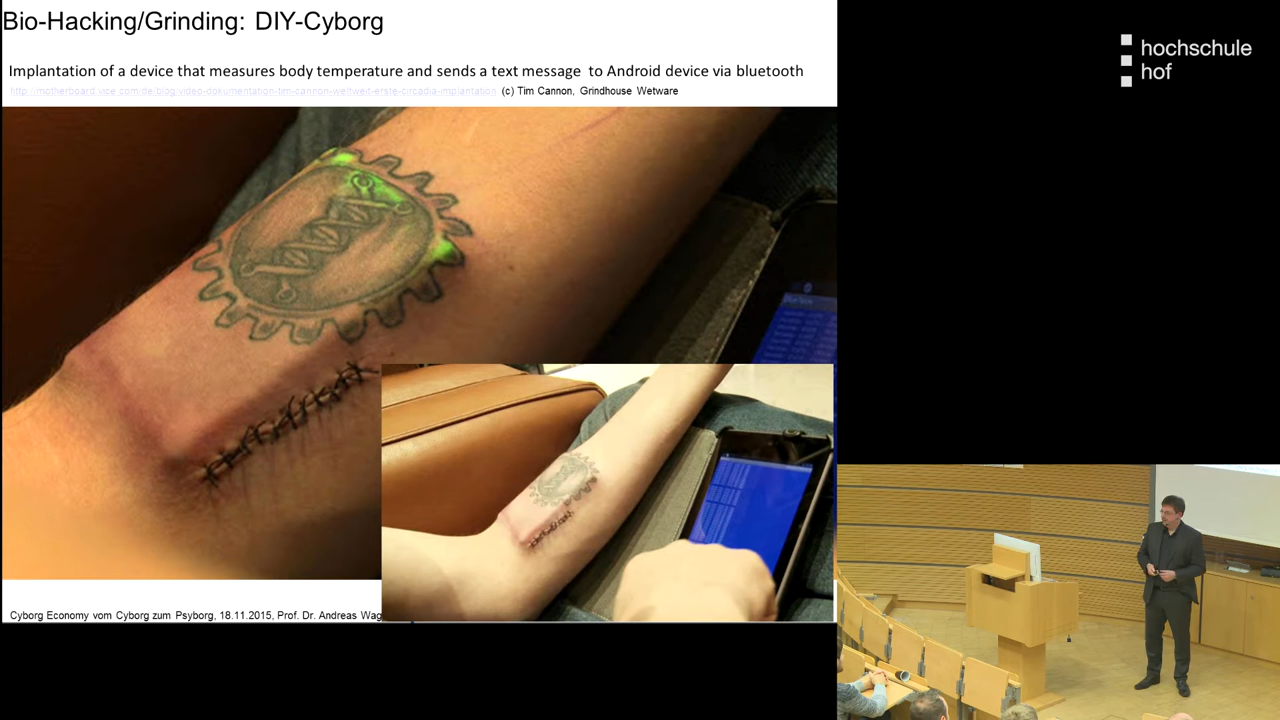 Bio-Hacking/Grinding: DIY-Cyborg
hochschule
hof
Implantation of a device that measures body temperature and sends a text message to Android device via bluetooth
http://motherboard.vice.com/de/blog/video-dokumentation-tim-cannon-weltweit-erste-circadia-implantation (c) Tim Cannon, Grindhouse Wetware
Cyborg Economy vom Cyborg zum Psyborg, 18.11.2015, Prof. Dr. Andreas Wag